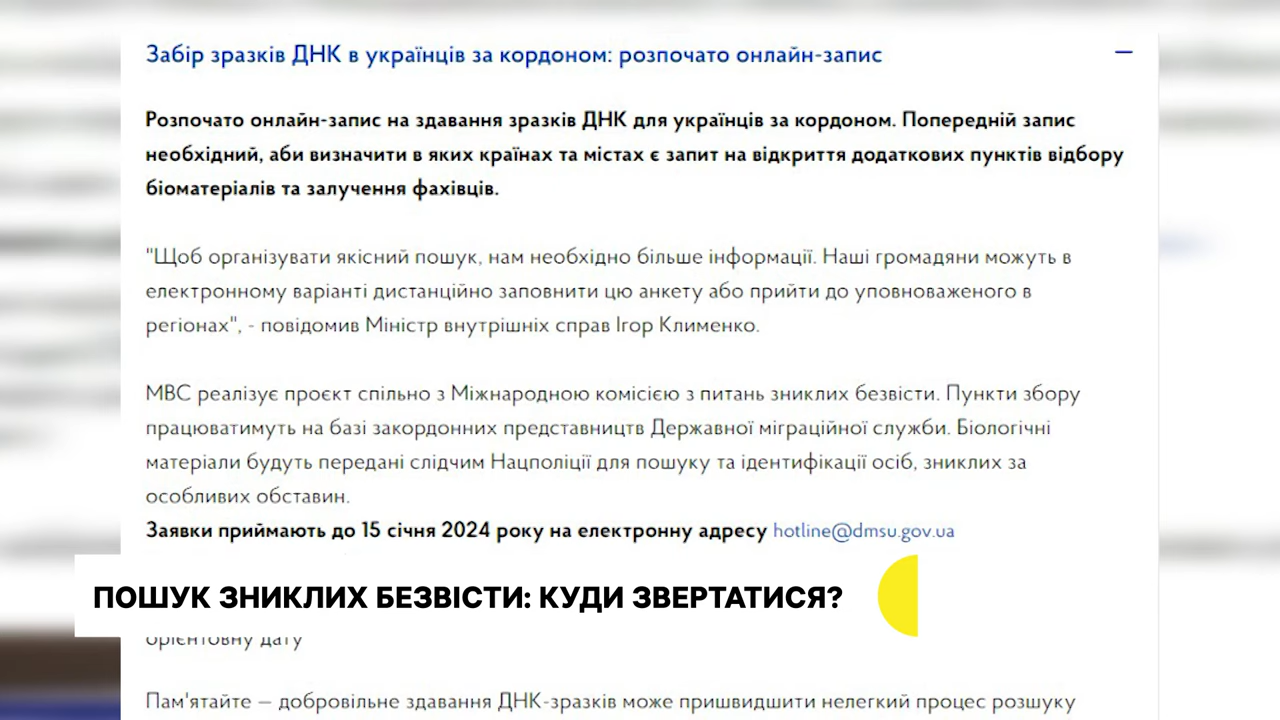 Забір зразків ДНК в українців за кордоном: розпочато онлайн-запис
Розпочато онлайн-запис на здавання зразків ДНК для українців за кордоном. Попередній запис
необхідний, аби визначити в яких країнах та містах є запит на відкриття додаткових пунктів відбору
біоматеріалів та залучення фахівців.
"Щоб організувати якісний пошук, нам необхідно більше інформації. Наші громадяни можуть в
електронному варіанті дистанційно заповнити цю анкету або прийти до уповноваженого в
регіонах", - повідомив Міністр внутрішніх справ Ігор Клименко.
МВС реалізує проєкт спільно з Міжнародною комісією з питань зниклих безвісти. Пункти збору
працюватимуть на базі закордонних представництв Державної міграційної служби. Біологічні
матеріали будуть передані слідчим Нацполіції для пошуку та ідентифікації осіб, зниклих за
особливих обставин.
Заявки приймають до 15 січня 2024 року на електронну адресу hotline@dmsu.gov.ua
ПОШУК ЗНИКЛИХ БЕЗВІСТИ: КУДИ ЗВЕРТАТИСЯ?
орієнтовну дату
Пам'ятайте – добровільне здавання ДНК-зразків може пришвидшити нелегкий процес розшуку